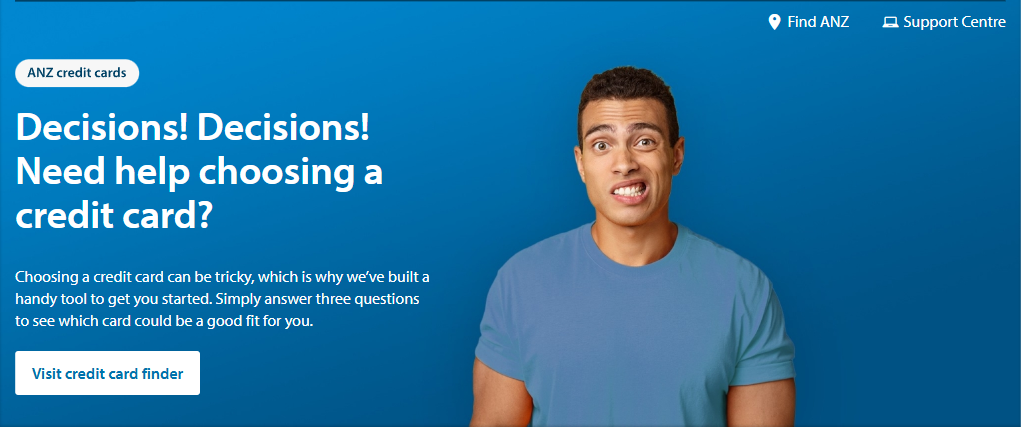 Find ANZ
Support Centre
ANZ credit cards
Decisions! Decisions!
Need help choosing a
credit card?
Choosing a credit card can be tricky, which is why we've built a
handy tool to get you started. Simply answer three questions
to see which card could be a good fit for you.
Visit credit card finder